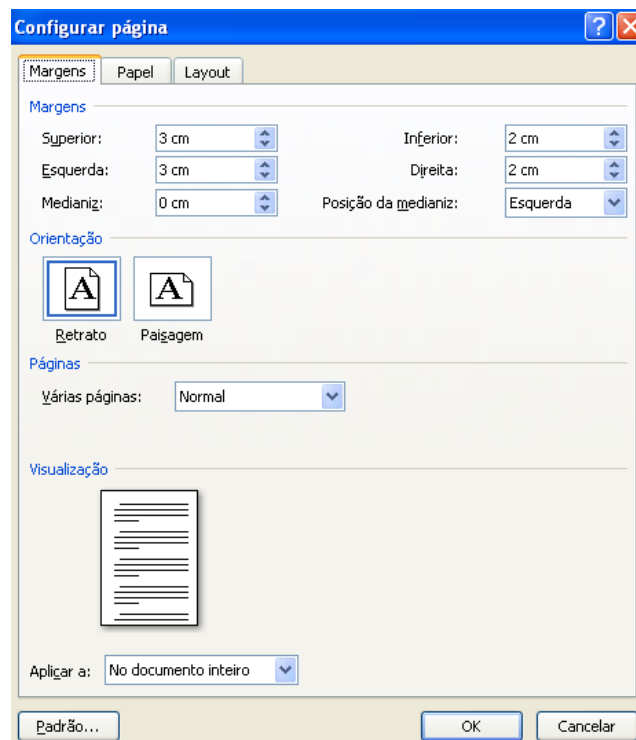 Configurar página
Margens Papel Layout
Margens
Superior: 3 cm Inferior: 2 cm
Esquerda: 3 cm Direita: 2 cm
Medianiz: 0 cm Posição da medianiz: Esquerda
Orientação
A A
Retrato Paisagem
Páginas
Várias páginas: Normal
Visualização
Aplicar a: No documento inteiro
Padrão... OK Cancelar